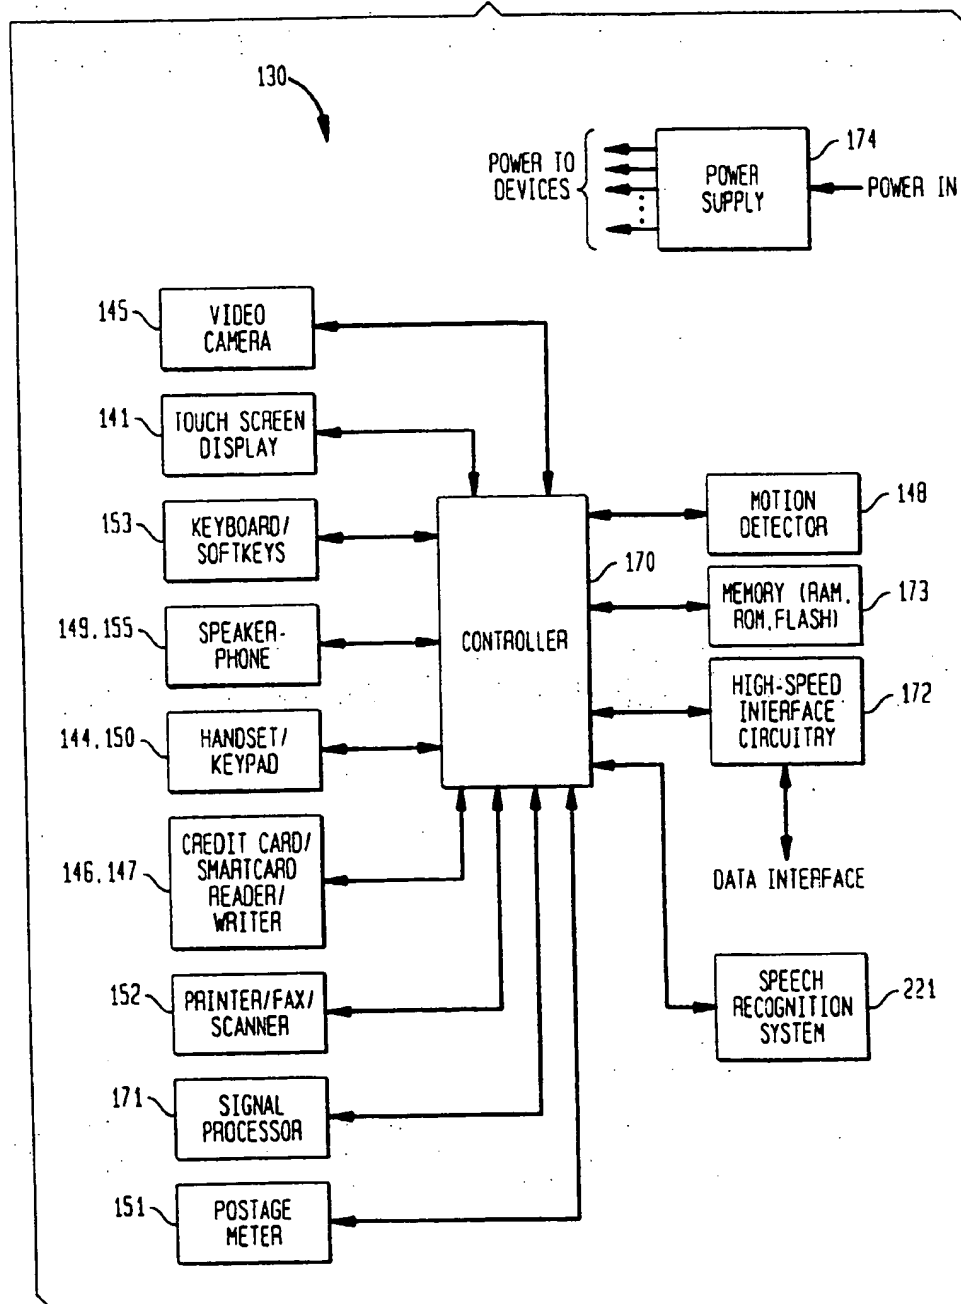 130
POWER TO
DEVICES
POWER
SUPPLY
174
POWER IN
145
VIDEO
CAMERA
141
TOUCH SCREEN
DISPLAY
153
KEYBOARD/
SOFTKEYS
149,155
SPEAKER-
PHONE
144,150
HANDSET/
KEYPAD
146,147
CREDIT CARD/
SMARTCARD
READER/
WRITER
152
PRINTER/FAX/
SCANNER
171
SIGNAL
PROCESSOR
151
POSTAGE
METER
CONTROLLER
170
MOTION
DETECTOR
148
MEMORY (RAM,
ROM,FLASH)
173
HIGH-SPEED
INTERFACE
CIRCUITRY
172
DATA INTERFACE
SPEECH
RECOGNITION
SYSTEM
221